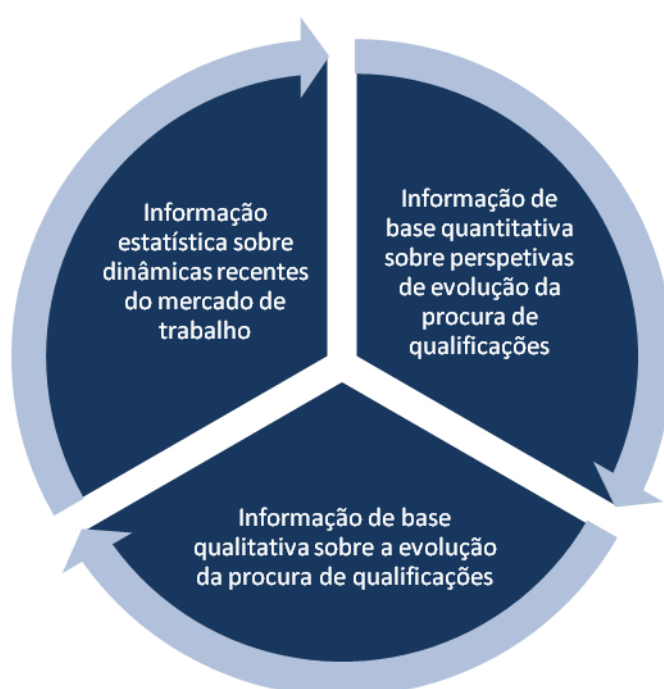 Informação
estatística sobre
dinâmicas recentes
do mercado de
trabalho
Informação de
base quantitativa
sobre perspetivas
de evolução da
procura de
qualificações
Informação de base
qualitativa sobre a evolução
da procura de qualificações